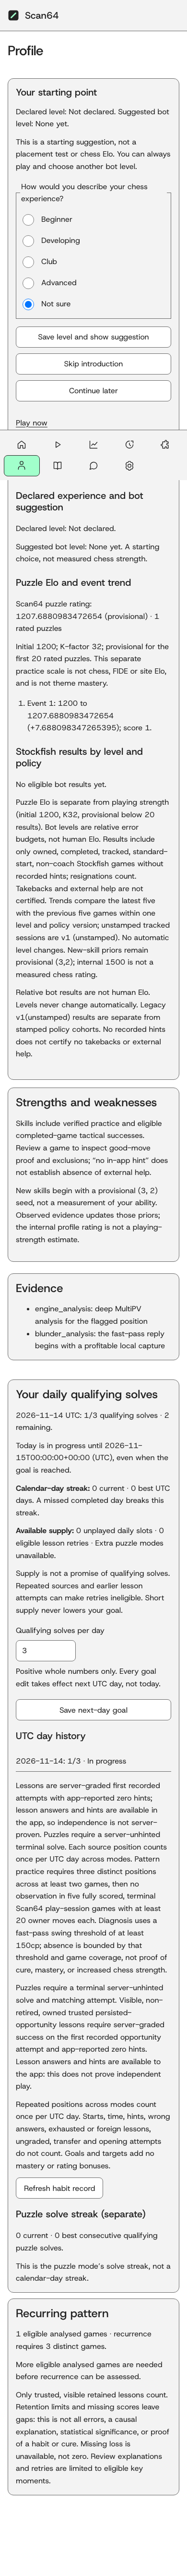 Scan64
Profile
Your starting point
Declared level: Not declared. Suggested bot
level: None yet.
This is a starting suggestion, not a
placement test or chess Elo. You can always
play and choose another bot level.
How would you describe your chess
experience?
Beginner
Developing
Club
Advanced
Not sure
Save level and show suggestion
Skip introduction
Continue later
Play now
Declared experience and bot
suggestion
Declared level: Not declared.
Suggested bot level: None yet. A starting
choice, not measured chess strength.
Puzzle Elo and event trend
Scan64 puzzle rating:
1207.6880983472654 (provisional) · 1
rated puzzles
Initial 1200; K-factor 32; provisional for the
first 20 rated puzzles. This separate
practice scale is not chess, FIDE or site Elo,
and is not theme mastery.
1. Event 1: 1200 to
1207.6880983472654
(+7.688098347265395); score 1.
Stockfish results by level and
policy
No eligible bot results yet.
Puzzle Elo is separate from playing strength
(initial 1200, K32, provisional below 20
results). Bot levels are relative error
budgets, not human Elo. Results include
only owned, completed, tracked, standard-
start, non-coach Stockfish games without
recorded hints; resignations count.
Takebacks and external help are not
certified. Trends compare the latest five
with the previous five games within one
level and policy version; unstamped tracked
sessions are v1 (unstamped). No automatic
level changes. New-skill priors remain
provisional (3,2); internal 1500 is not a
measured chess rating.
Relative bot results are not human Elo.
Levels never change automatically. Legacy
v1(unstamped) results are separate from
stamped policy cohorts. No recorded hints
does not certify no takebacks or external
help.
Strengths and weaknesses
Skills include verified practice and eligible
completed-game tactical successes.
Review a game to inspect good-move
proof and exclusions; "no in-app hint" does
not establish absence of external help.
New skills begin with a provisional (3, 2)
seed, not a measurement of your ability.
Observed evidence updates those priors;
the internal profile rating is not a playing-
strength estimate.
Evidence
• engine_analysis: deep MultiPV
analysis for the flagged position
• blunder_analysis: the fast-pass reply
begins with a profitable local capture
Your daily qualifying solves
2026-11-14 UTC: 1/3 qualifying solves · 2
remaining.
Today is in progress until 2026-11-
15T00:00:00+00:00 (UTC), even when the
goal is reached.
Calendar-day streak: 0 current · 0 best UTC
days. A missed completed day breaks this
streak.
Available supply: 0 unplayed daily slots · 0
eligible lesson retries · Extra puzzle modes
unavailable.
Supply is not a promise of qualifying solves.
Repeated sources and earlier lesson
attempts can make retries ineligible. Short
supply never lowers your goal.
Qualifying solves per day
3
Positive whole numbers only. Every goal
edit takes effect next UTC day, not today.
Save next-day goal
UTC day history
2026-11-14: 1/3 · In progress
Lessons are server-graded first recorded
attempts with app-reported zero hints;
lesson answers and hints are available in
the app, so independence is not server-
proven. Puzzles require a server-unhinted
terminal solve. Each source position counts
once per UTC day across modes. Pattern
practice requires three distinct positions
across at least two games, then no
observation in five fully scored, terminal
Scan64 play-session games with at least
20 owner moves each. Diagnosis uses a
fast-pass swing threshold of at least
150cp; absence is bounded by that
threshold and game coverage, not proof of
cure, mastery, or increased chess strength.
Puzzles require a terminal server-unhinted
solve and matching attempt. Visible, non-
retired, owned trusted persisted-
opportunity lessons require server-graded
success on the first recorded opportunity
attempt and app-reported zero hints.
Lesson answers and hints are available to
the app: this does not prove independent
play.
Repeated positions across modes count
once per UTC day. Starts, time, hints, wrong
answers, exhausted or foreign lessons,
ungraded, transfer and opening attempts
do not count. Goals and targets add no
mastery or rating bonuses.
Refresh habit record
Puzzle solve streak (separate)
0 current · 0 best consecutive qualifying
puzzle solves.
This is the puzzle mode's solve streak, not a
calendar-day streak.
Recurring pattern
1 eligible analysed games · recurrence
requires 3 distinct games.
More eligible analysed games are needed
before recurrence can be assessed.
Only trusted, visible retained lessons count.
Retention limits and missing scores leave
gaps: this is not all errors, a causal
explanation, statistical significance, or proof
of a habit or cure. Missing loss is
unavailable, not zero. Review explanations
and retries are limited to eligible key
moments.